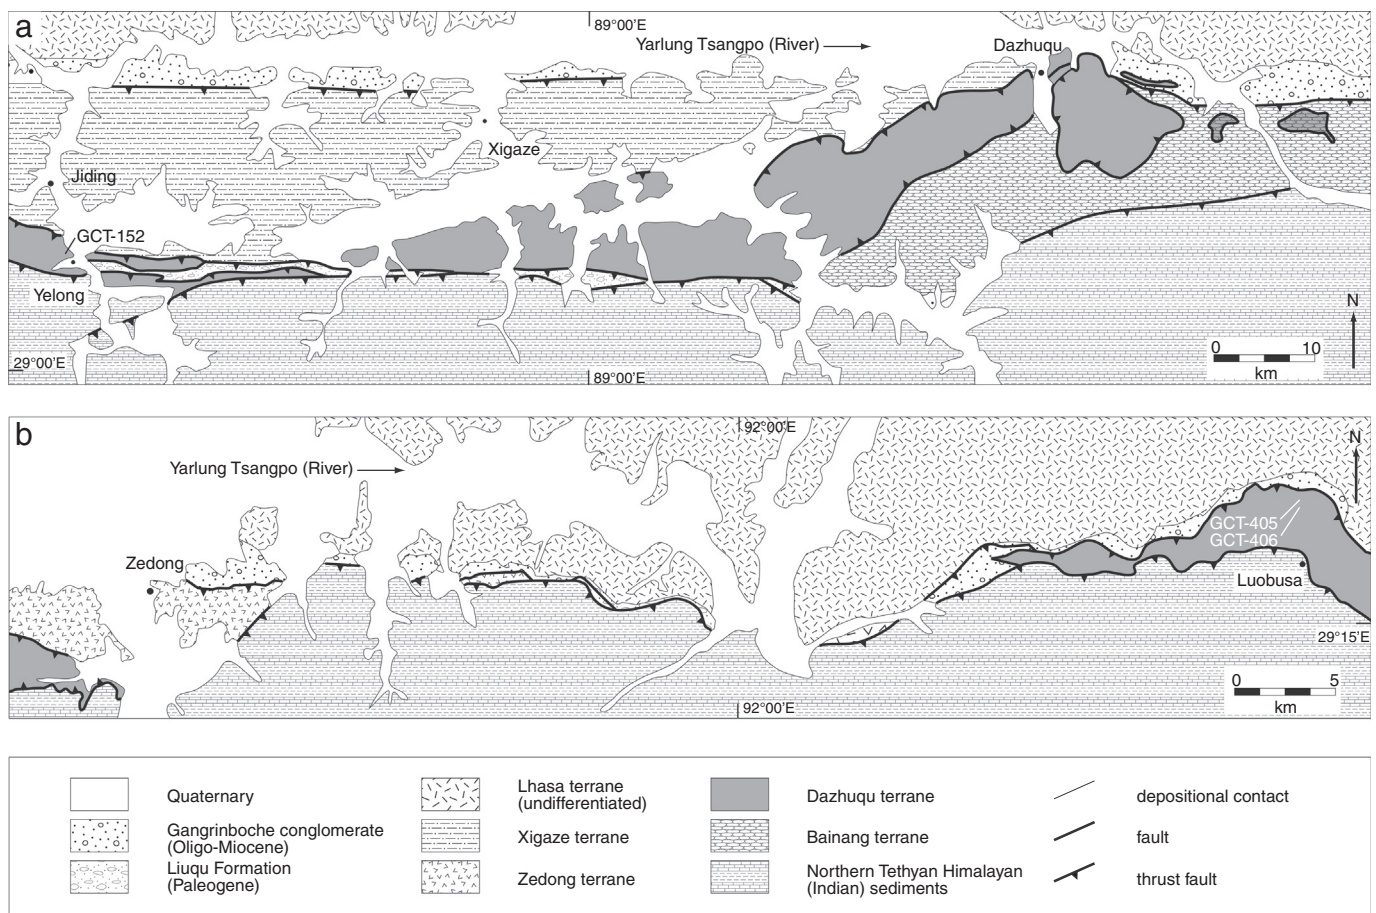 a
89°00'E
Yarlung Tsangpo (River)
Dazhuqu
Xigaze
Jiding
GCT-152
Yelong
N
0 10
km
29°00'E
89°00'E
b
92°00'E
N
Yarlung Tsangpo (River)
GCT-405
GCT-406
Zedong
Luobusa
29°15'E
0 5
km
92°00'E
Quaternary
Gangrinboche conglomerate
(Oligo-Miocene)
Liuqu Formation
(Paleogene)
Lhasa terrane
(undifferentiated)
Xigaze terrane
Zedong terrane
Dazhuqu terrane
Bainang terrane
Northern Tethyan Himalayan
(Indian) sediments
depositional contact
fault
thrust fault